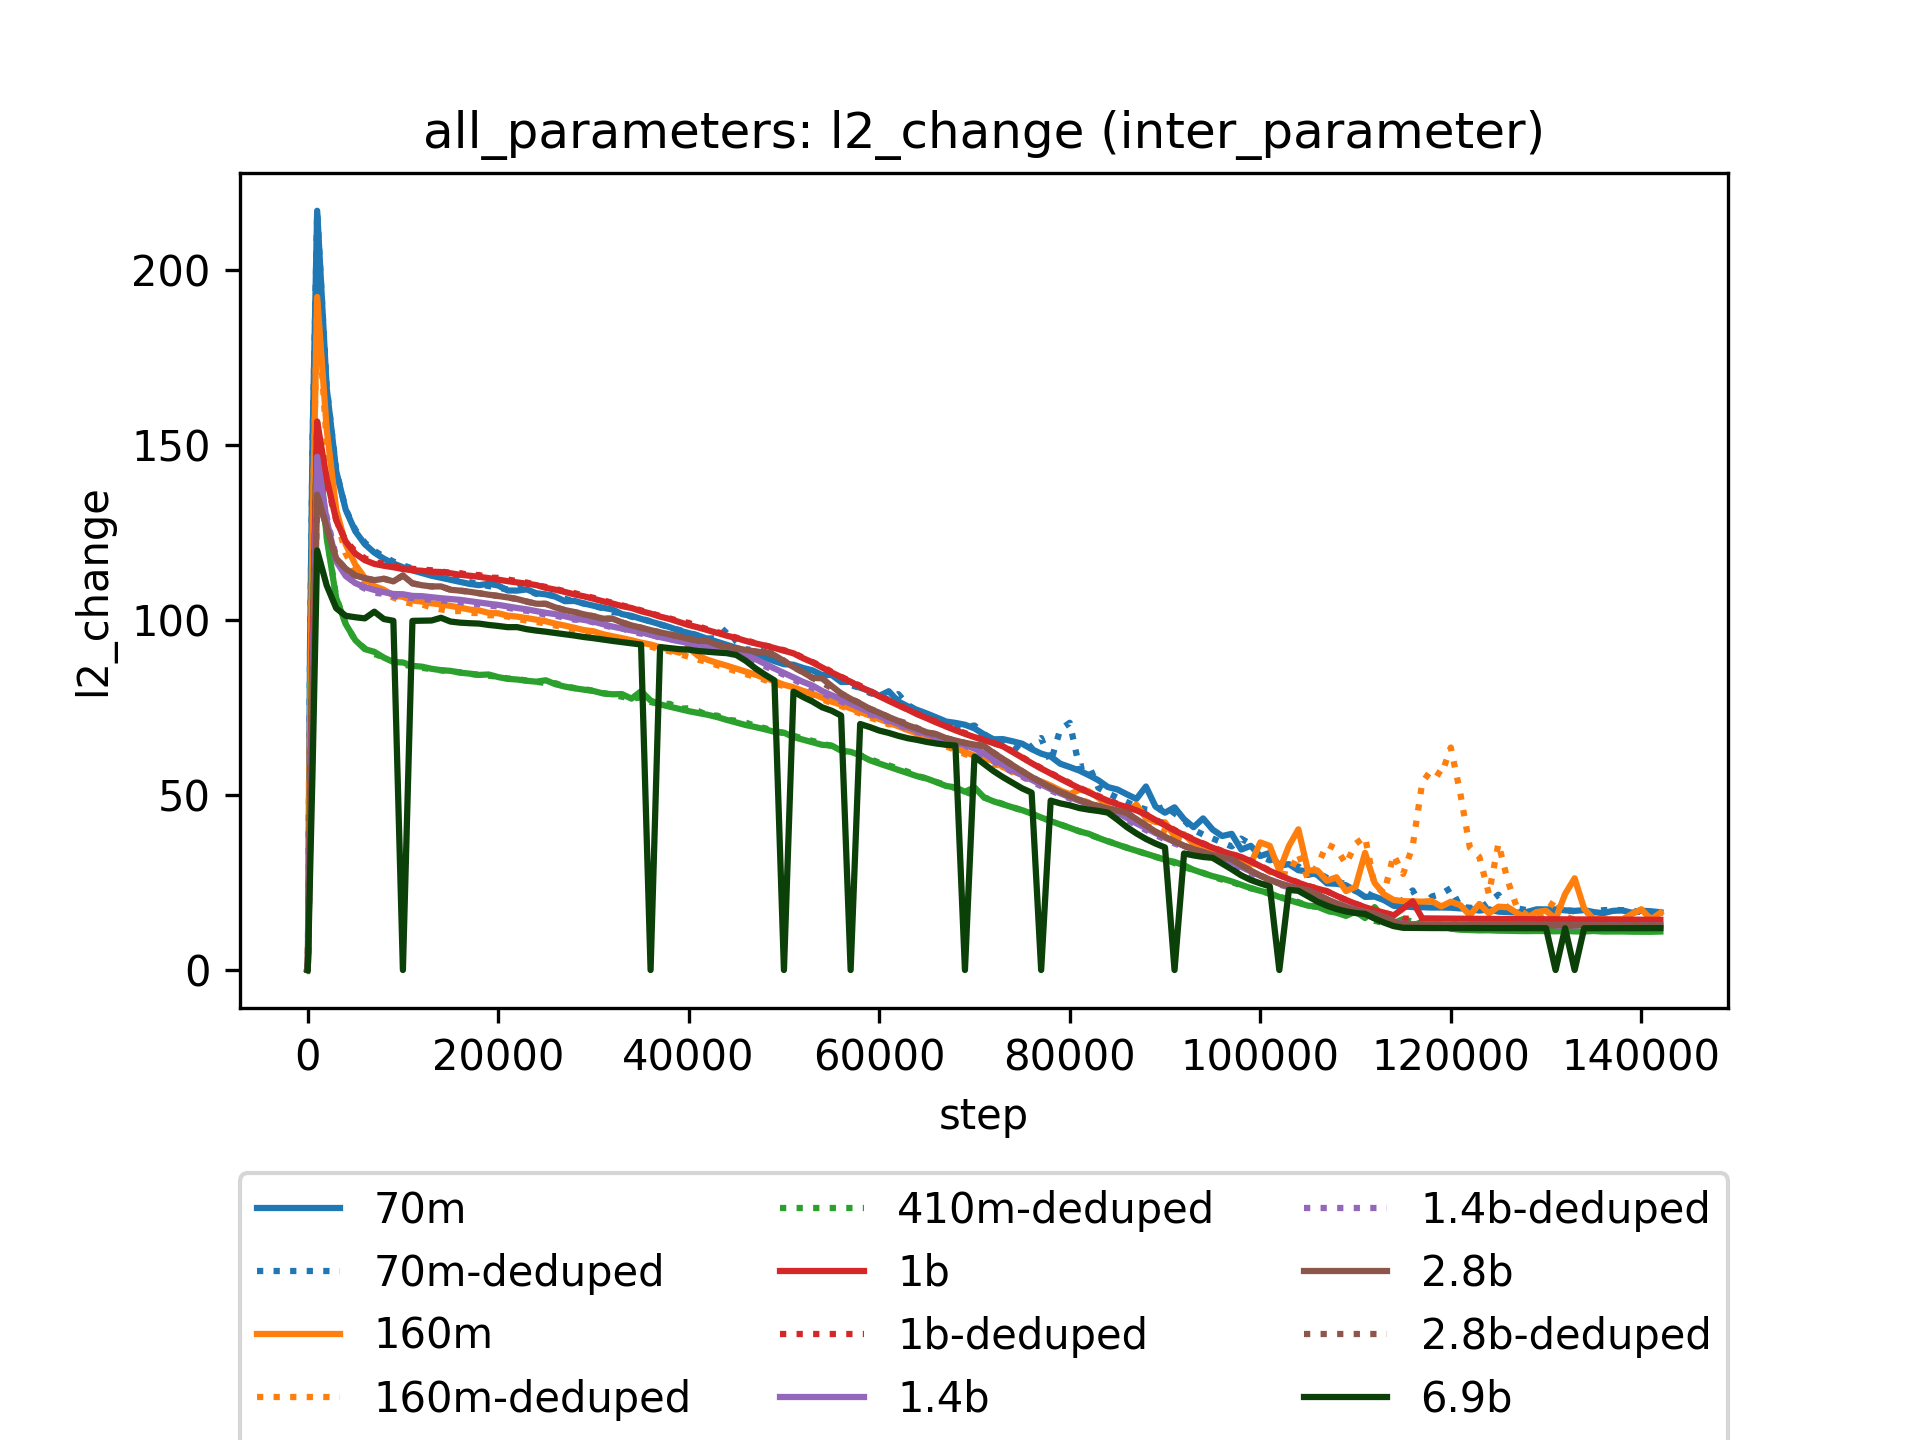 all_parameters: l2_change (inter_parameter)
l2_change
200
150
100
50
0
0 20000 40000 60000 80000 100000 120000 140000
step
70m
70m-deduped
160m
160m-deduped
410m-deduped
1b
1b-deduped
1.4b
1.4b-deduped
2.8b
2.8b-deduped
6.9b